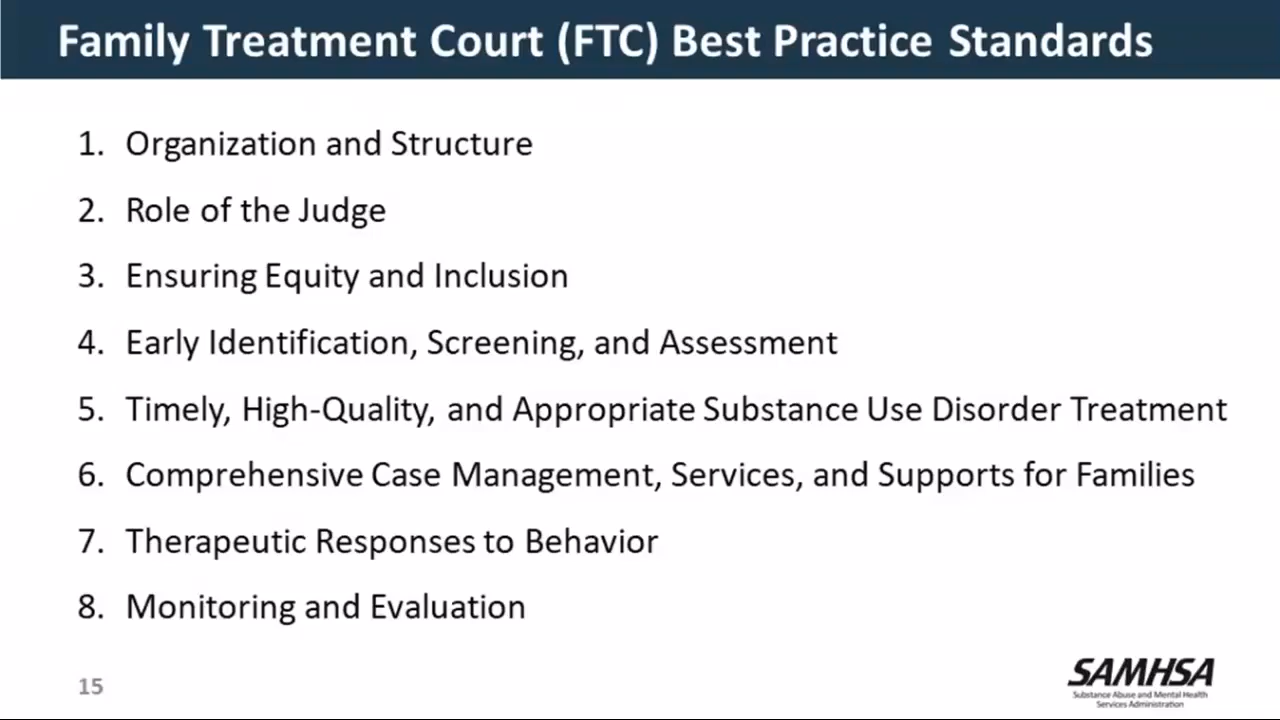 Family Treatment Court (FTC) Best Practice Standards
1. Organization and Structure
2. Role of the Judge
3. Ensuring Equity and Inclusion
4. Early Identification, Screening, and Assessment
5. Timely, High-Quality, and Appropriate Substance Use Disorder Treatment
6. Comprehensive Case Management, Services, and Supports for Families
7. Therapeutic Responses to Behavior
8. Monitoring and Evaluation
15
SAMHSA
Substance Abuse and Mental Health
Services Administration